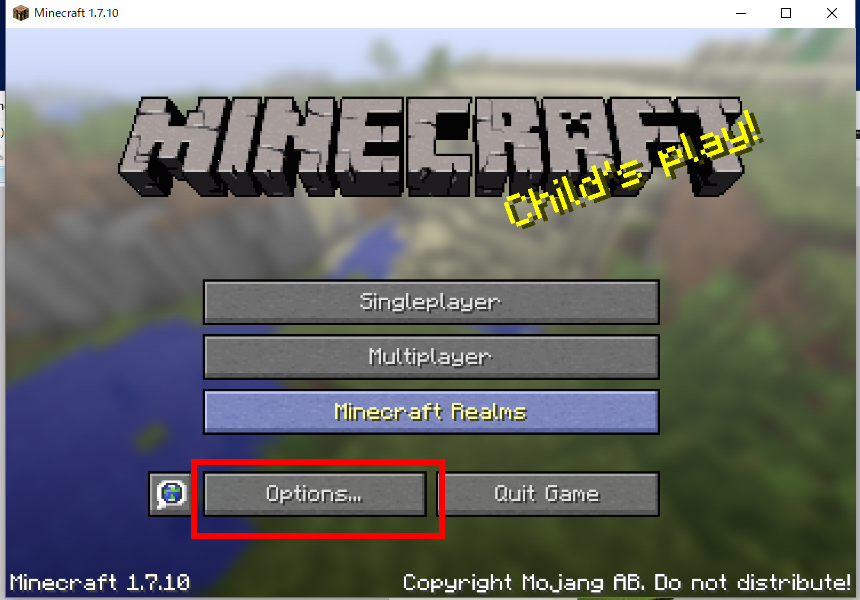 Minecraft 1.7.10
MINECRAFT
Child's play!
Singleplayer
Multiplayer
Minecraft Realms
Options...
Quit Game
Minecraft 1.7.10
Copyright Mojang AB. Do not distribute!